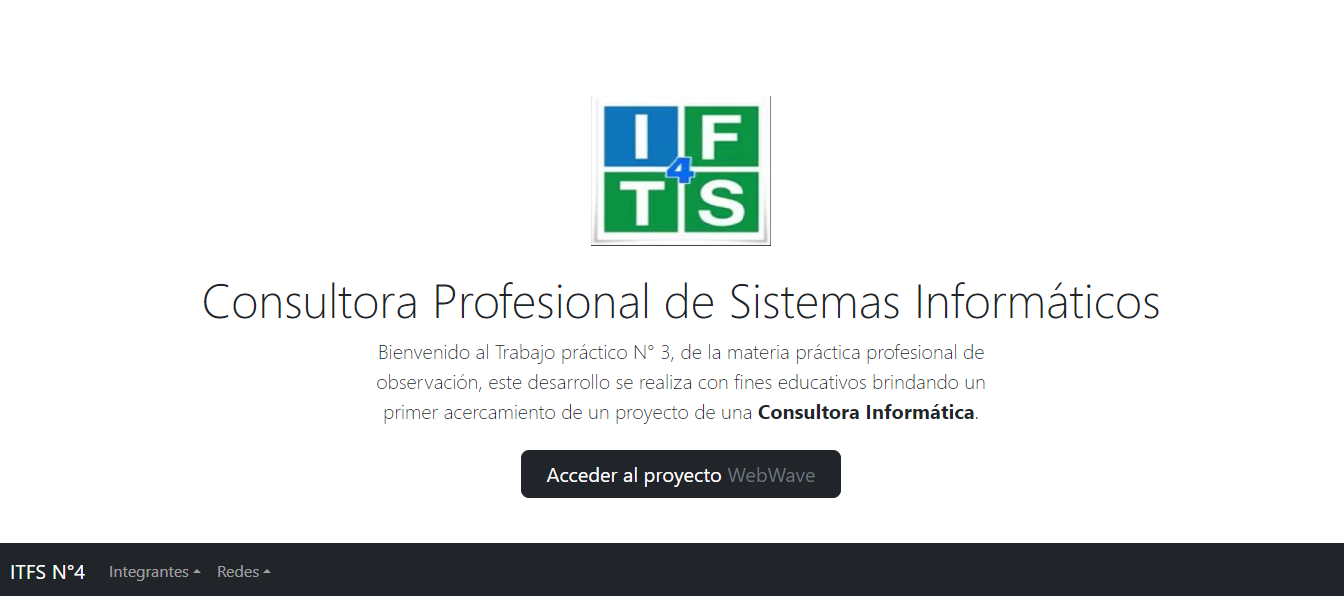 I F
4
T S
Consultora Profesional de Sistemas Informáticos
Bienvenido al Trabajo práctico N° 3, de la materia práctica profesional de
observación, este desarrollo se realiza con fines educativos brindando un
primer acercamiento de un proyecto de una Consultora Informática.
Acceder al proyecto WebWave
ITFS N°4 Integrantes Redes